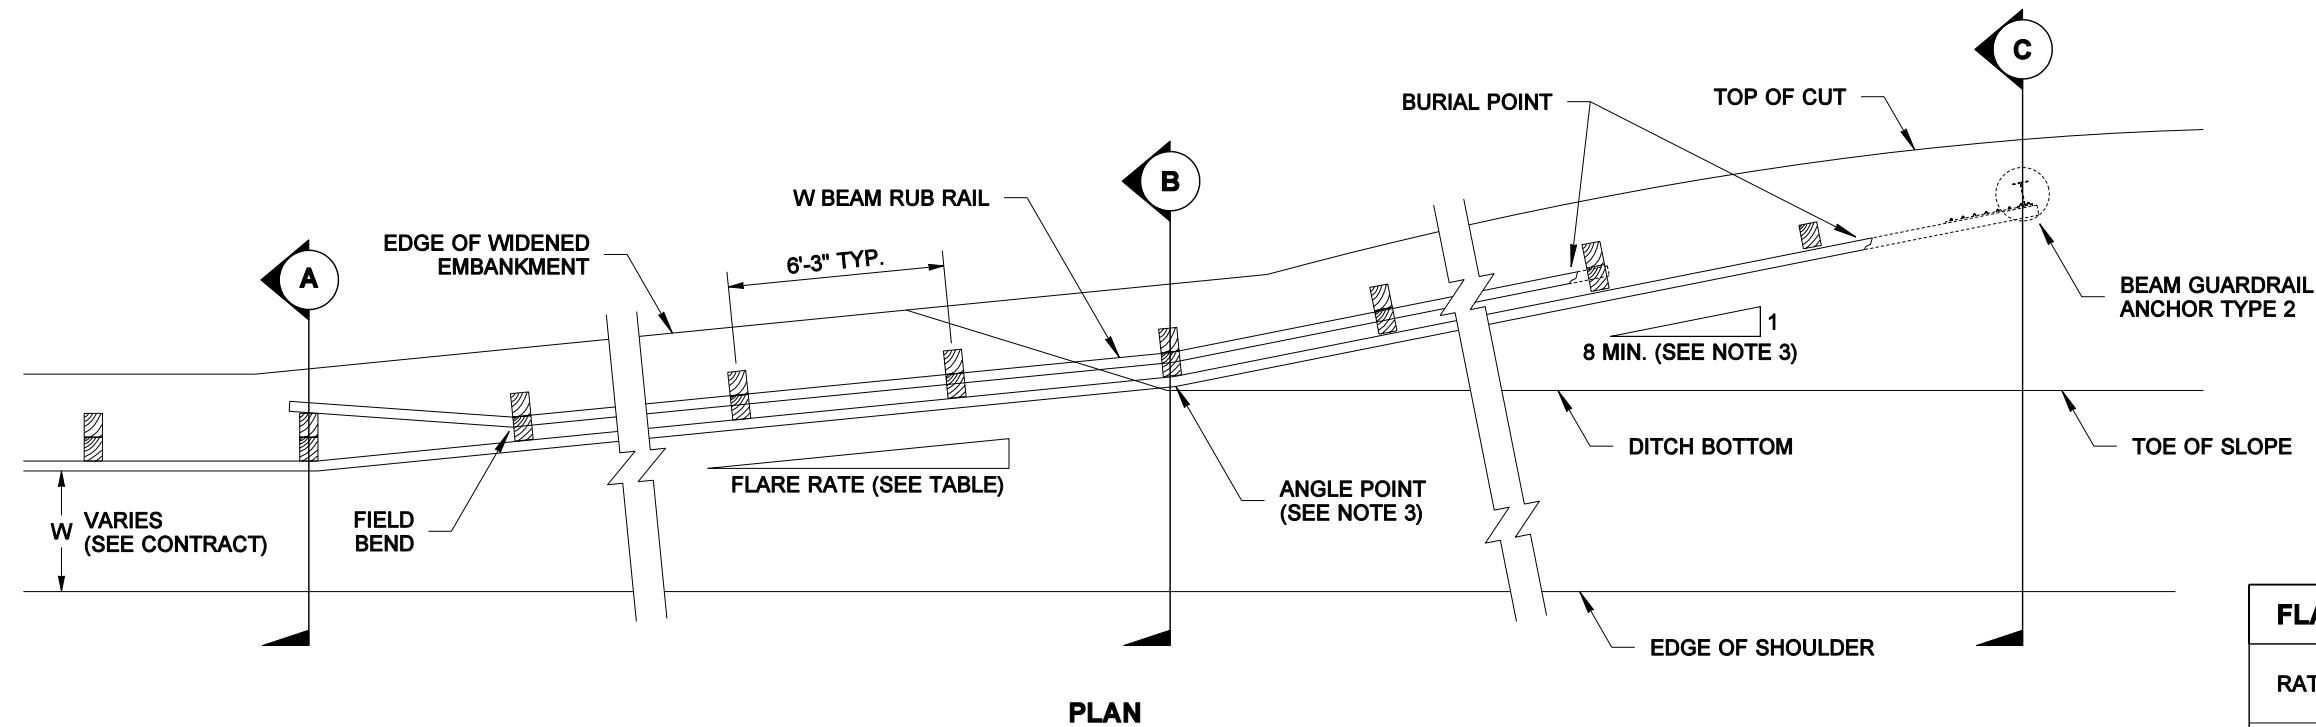 C
BURIAL POINT
TOP OF CUT
B
W BEAM RUB RAIL
EDGE OF WIDENED
EMBANKMENT
6'-3" TYP.
A
BEAM GUARDRAIL
ANCHOR TYPE 2
1
8 MIN. (SEE NOTE 3)
DITCH BOTTOM
TOE OF SLOPE
FLARE RATE (SEE TABLE)
ANGLE POINT
(SEE NOTE 3)
W
VARIES
(SEE CONTRACT)
FIELD
BEND
EDGE OF SHOULDER
PLAN